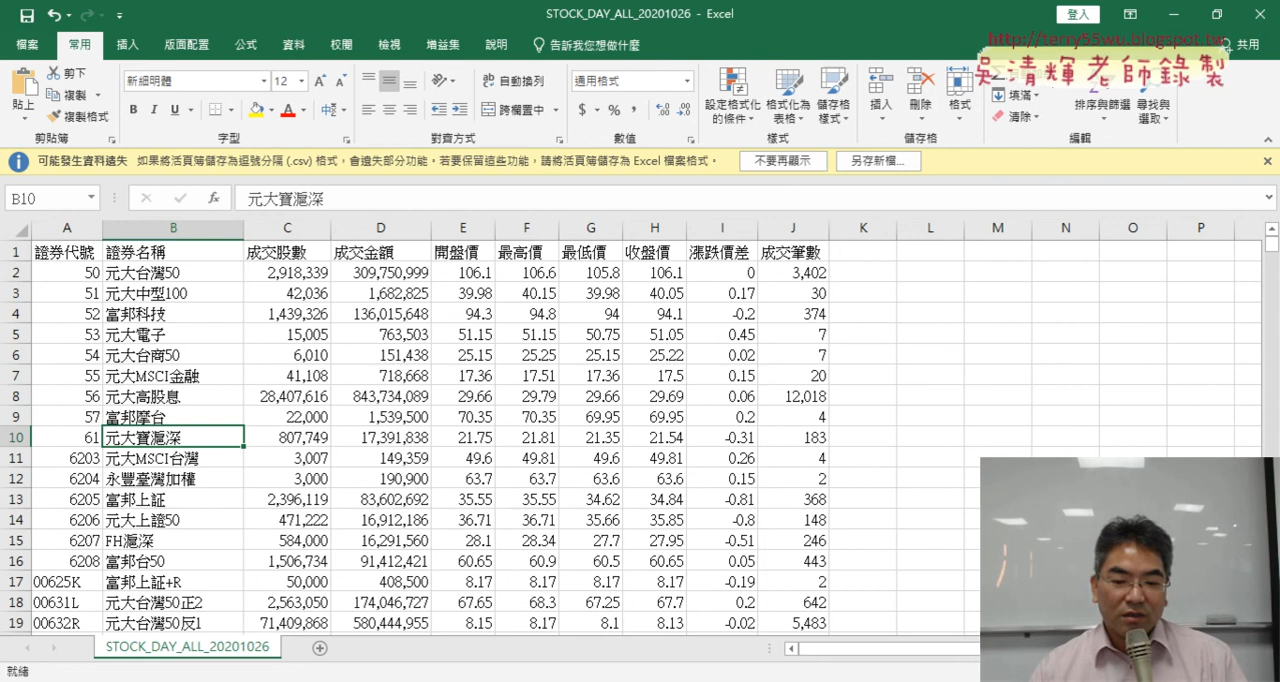 STOCK_DAY_ALL_20201026 - Excel
登入
檔案 常用 插入 版面配置 公式 資料 校閱 檢視 增益集 說明 告訴我您想做什麼 共用
http://terry55wu.blogspot.tw
吳清輝老師錄製
貼上 剪下 複製 複製格式
新細明體 12
B I U A 中
自動換列 跨欄置中
通用格式
$ % ,
設定格式化的條件 格式化為表格 儲存格樣式
插入 刪除 格式
填滿 清除 排序與篩選 尋找與選取
剪貼簿 字型 對齊方式 數值 樣式 儲存格 編輯
可能發生資料遺失 如果將活頁簿儲存為逗號分隔 (.csv) 格式，會遺失部分功能。若要保留這些功能，請將活頁簿儲存為 Excel 檔案格式。 不要再顯示 另存新檔...
B10 fx 元大寶滬深
A B C D E F G H I J K L M N O P
1 證券代號 證券名稱 成交股數 成交金額 開盤價 最高價 最低價 收盤價 漲跌價差 成交筆數
2 50 元大台灣50 2,918,339 309,750,999 106.1 106.6 105.8 106.1 0 3,402
3 51 元大中型100 42,036 1,682,825 39.98 40.15 39.98 40.05 0.17 30
4 52 富邦科技 1,439,326 136,015,648 94.3 94.8 94 94.1 -0.2 374
5 53 元大電子 15,005 763,503 51.15 51.15 50.75 51.05 0.45 7
6 54 元大台商50 6,010 151,438 25.15 25.25 25.15 25.22 0.02 7
7 55 元大MSCI金融 41,108 718,668 17.36 17.51 17.36 17.5 0.15 20
8 56 元大高股息 28,407,616 843,734,089 29.66 29.79 29.66 29.69 0.06 12,018
9 57 富邦摩台 22,000 1,539,500 70.35 70.35 69.95 69.95 0.2 4
10 61 元大寶滬深 807,749 17,391,838 21.75 21.81 21.35 21.54 -0.31 183
11 6203 元大MSCI台灣 3,007 149,359 49.6 49.81 49.6 49.81 0.26 4
12 6204 永豐臺灣加權 3,000 190,900 63.7 63.7 63.6 63.6 0.15 2
13 6205 富邦上証 2,396,119 83,602,692 35.55 35.55 34.62 34.84 -0.81 368
14 6206 元大上證50 471,222 16,912,186 36.71 36.71 35.66 35.85 -0.8 148
15 6207 FH滬深 584,000 16,291,560 28.1 28.34 27.7 27.95 -0.51 246
16 6208 富邦台50 1,506,734 91,412,421 60.65 60.9 60.5 60.65 0.05 443
17 00625K 富邦上証+R 50,000 408,500 8.17 8.17 8.17 8.17 -0.19 2
18 00631L 元大台灣50正2 2,563,050 174,046,727 67.65 68.3 67.25 67.7 0.2 642
19 00632R 元大台灣50反1 71,409,868 580,444,955 8.15 8.17 8.1 8.13 -0.02 5,483
STOCK_DAY_ALL_20201026
就緒